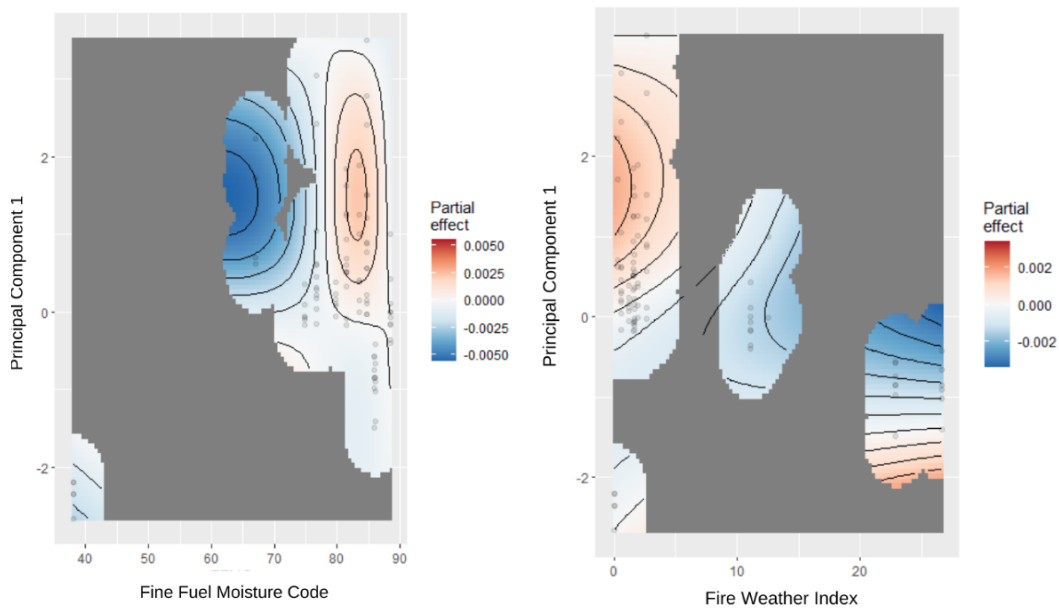 Principal Component 1
2
0
-2
40
50
60
70
80
90
Fine Fuel Moisture Code
Partial
effect
0.0050
0.0025
0.0000
-0.0025
-0.0050
Principal Component 1
2
0
-2
0
10
20
Fire Weather Index
Partial
effect
0.002
0.000
-0.002